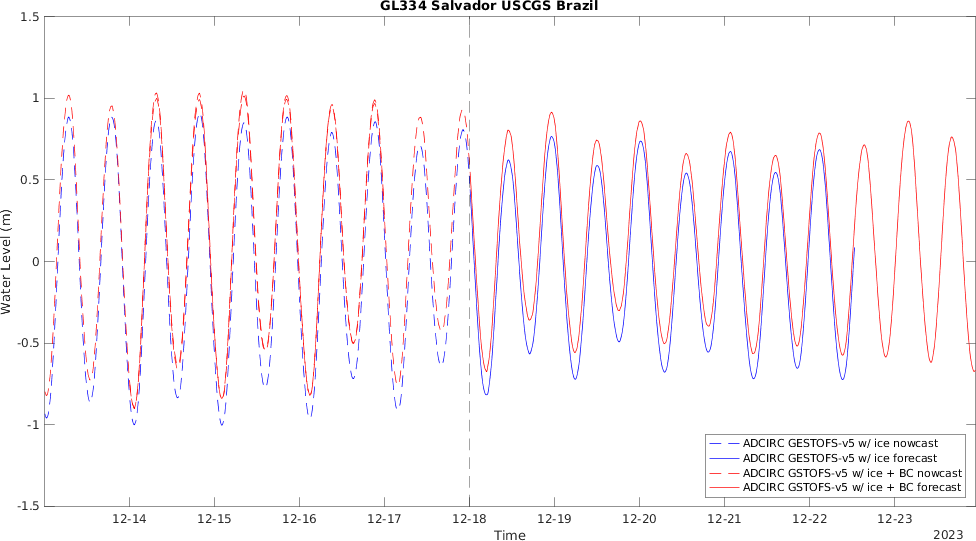 GL334 Salvador USCGS Brazil
1.5
1
0.5
0
-0.5
-1
-1.5
Water Level (m)
12-14
12-15
12-16
12-17
12-18
12-19
12-20
12-21
12-22
12-23
Time
2023
ADCIRC GESTOFS-v5 w/ ice nowcast
ADCIRC GESTOFS-v5 w/ ice forecast
ADCIRC GSTOFS-v5 w/ ice + BC nowcast
ADCIRC GSTOFS-v5 w/ ice + BC forecast